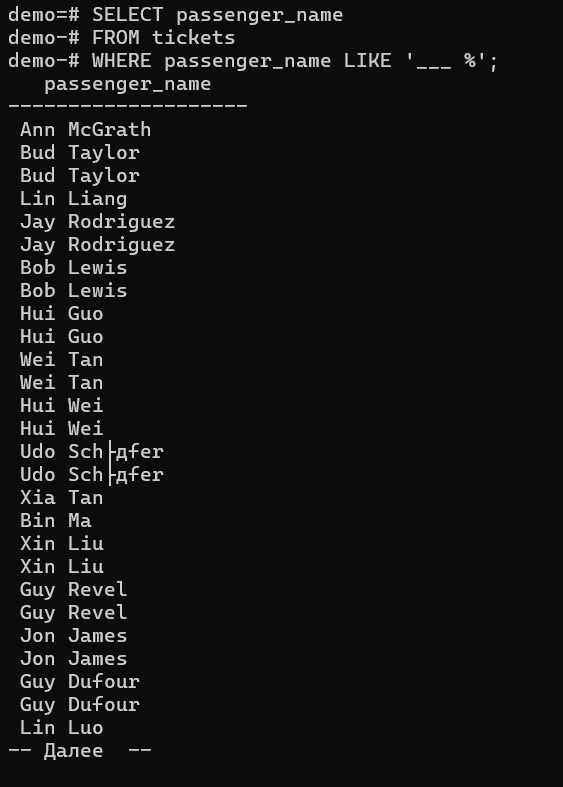 demo=# SELECT passenger_name
demo-# FROM tickets
demo-# WHERE passenger_name LIKE '___ %';
passenger_name
--------------------
Ann McGrath
Bud Taylor
Bud Taylor
Lin Liang
Jay Rodriguez
Jay Rodriguez
Bob Lewis
Bob Lewis
Hui Guo
Hui Guo
Wei Tan
Wei Tan
Hui Wei
Hui Wei
Udo Sch├дfer
Udo Sch├дfer
Xia Tan
Bin Ma
Xin Liu
Xin Liu
Guy Revel
Guy Revel
Jon James
Jon James
Guy Dufour
Guy Dufour
Lin Luo
-- Далее  --